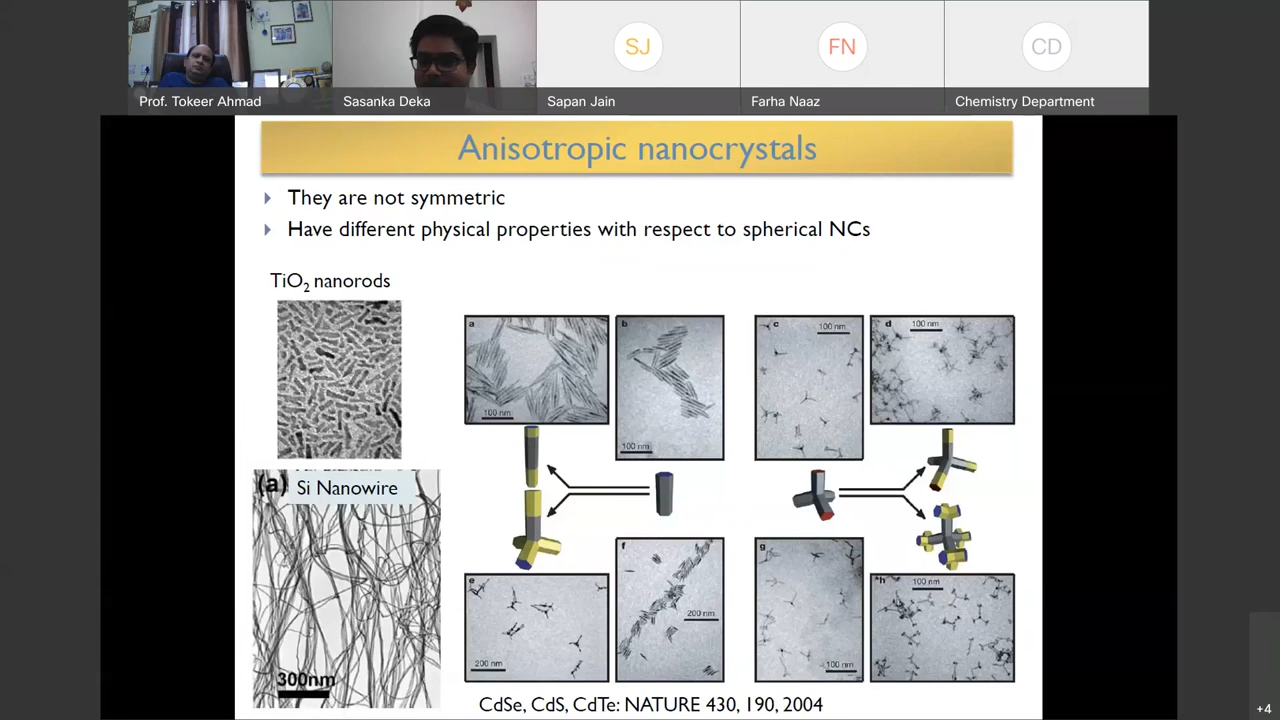 SJ
FN
CD
Prof. Tokeer Ahmad
Sasanka Deka
Sapan Jain
Farha Naaz
Chemistry Department
Anisotropic nanocrystals
They are not symmetric
Have different physical properties with respect to spherical NCs
TiO2 nanorods
a
100 nm
b
100 nm
c
100 nm
d
100 nm
(a)
Si Nanowire
300nm
e
200 nm
f
200 nm
g
100 nm
h
100 nm
CdSe, CdS, CdTe: NATURE 430, 190, 2004
+4